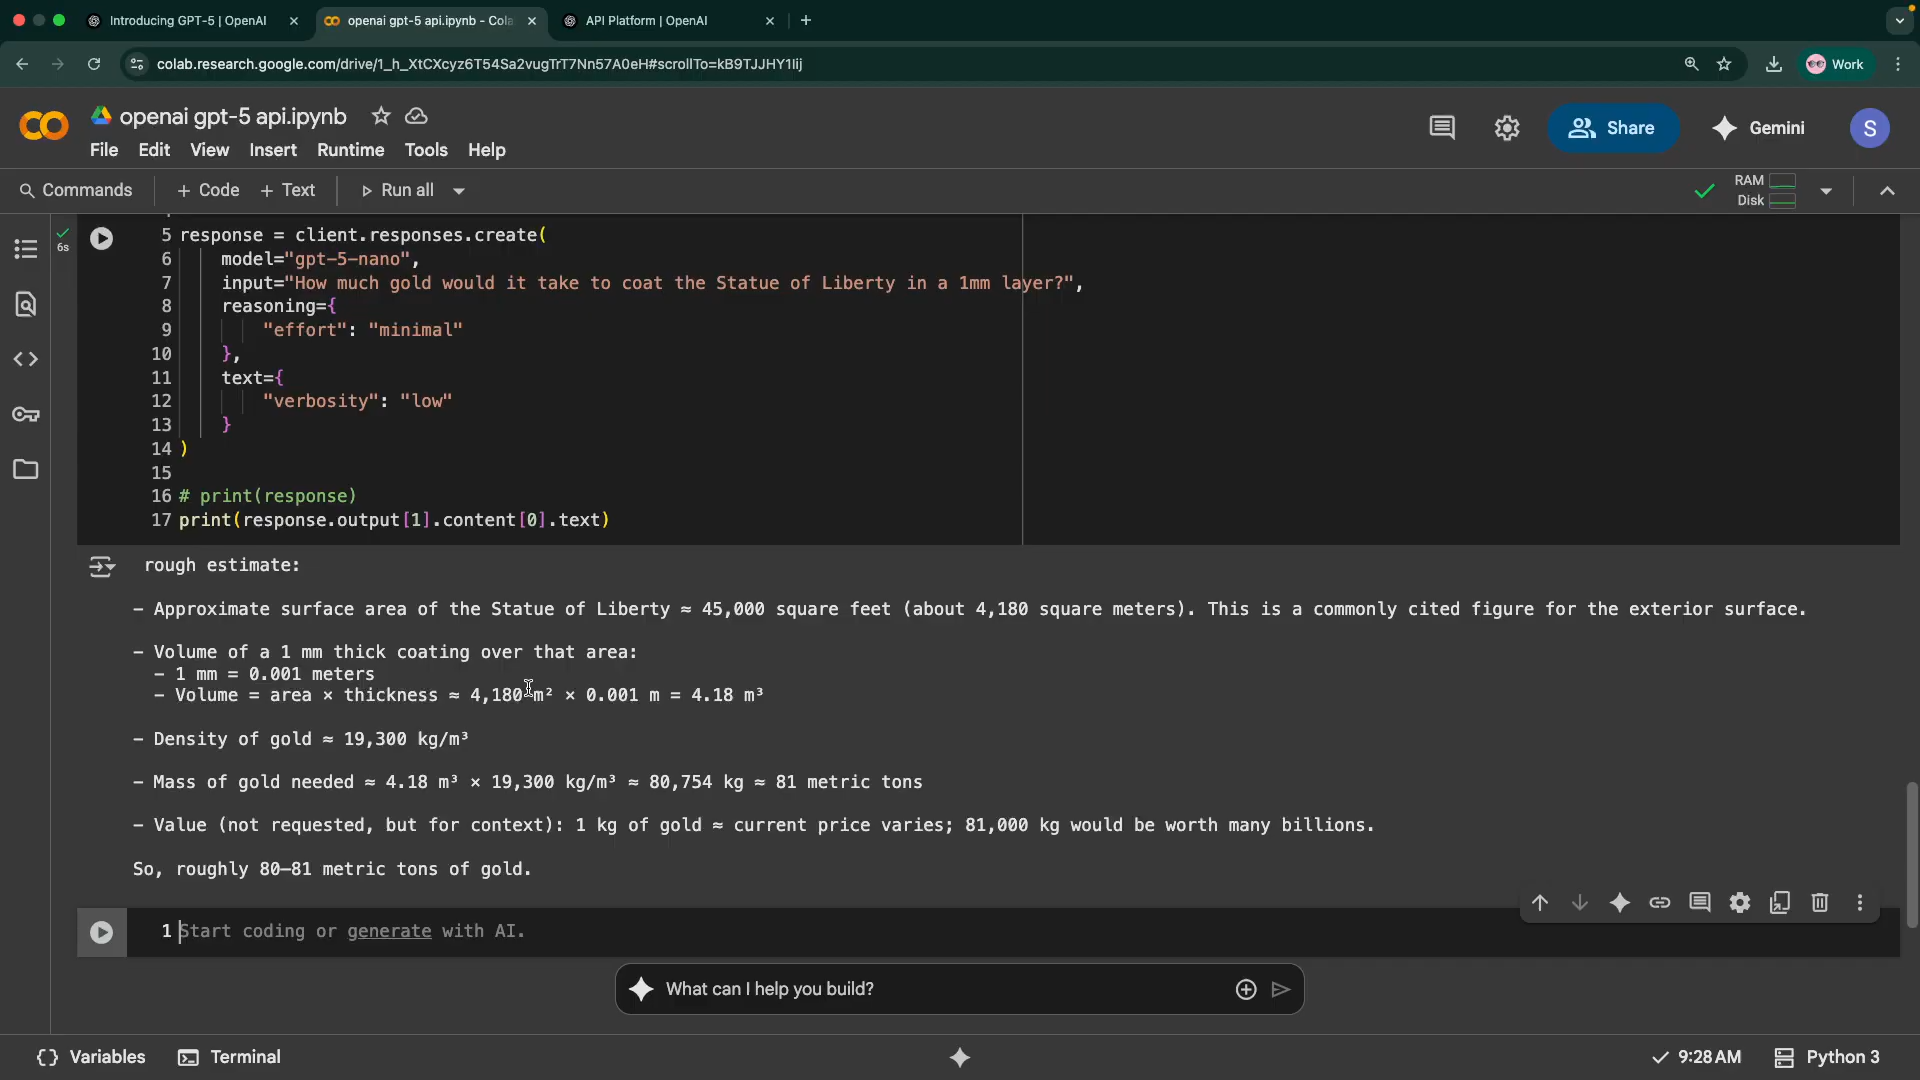 Introducing GPT-5 | OpenAI
openai gpt-5 api.ipynb - Cola
API Platform | OpenAI
colab.research.google.com/drive/1_h_XtCXcyz6T54Sa2vugTrT7Nn57A0eH#scrollTo=kB9TJJHY1Iij
Work
openai gpt-5 api.ipynb
File Edit View Insert Runtime Tools Help
Share
Gemini
S
Commands
+ Code + Text
Run all
RAM
Disk
6s
5 response = client.responses.create(
6 model="gpt-5-nano",
7 input="How much gold would it take to coat the Statue of Liberty in a 1mm layer?",
8 reasoning={
9 "effort": "minimal"
10 },
11 text={
12 "verbosity": "low"
13 }
14 )
15
16 # print(response)
17 print(response.output[1].content[0].text)
rough estimate:
– Approximate surface area of the Statue of Liberty ≈ 45,000 square feet (about 4,180 square meters). This is a commonly cited figure for the exterior surface.
– Volume of a 1 mm thick coating over that area:
– 1 mm = 0.001 meters
– Volume = area × thickness ≈ 4,180 m² × 0.001 m = 4.18 m³
– Density of gold ≈ 19,300 kg/m³
– Mass of gold needed ≈ 4.18 m³ × 19,300 kg/m³ ≈ 80,754 kg ≈ 81 metric tons
– Value (not requested, but for context): 1 kg of gold ≈ current price varies; 81,000 kg would be worth many billions.
So, roughly 80–81 metric tons of gold.
1 Start coding or generate with AI.
What can I help you build?
Variables
Terminal
9:28 AM
Python 3